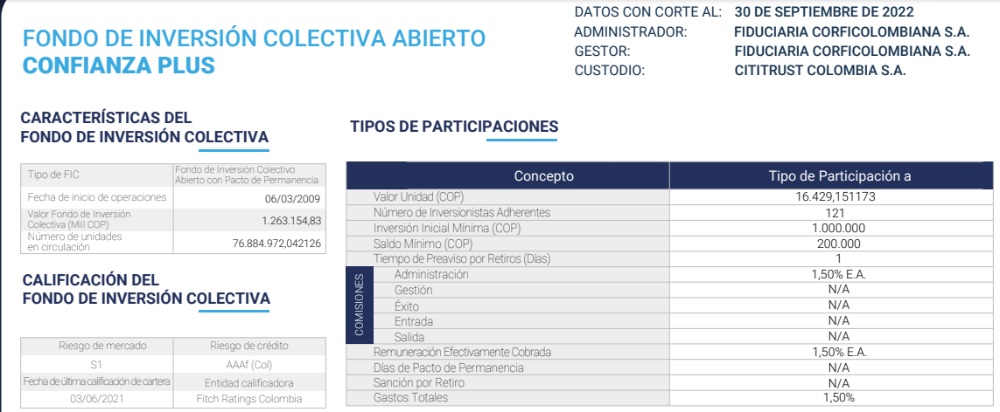 FONDO DE INVERSIÓN COLECTIVA ABIERTO
CONFIANZA PLUS
DATOS CON CORTE AL: 30 DE SEPTIEMBRE DE 2022
ADMINISTRADOR: FIDUCIARIA CORFICOLOMBIANA S.A.
GESTOR: FIDUCIARIA CORFICOLOMBIANA S.A.
CUSTODIO: CITITRUST COLOMBIA S.A.
CARACTERÍSTICAS DEL
FONDO DE INVERSIÓN COLECTIVA
Tipo de FIC
Fondo de Inversión Colectivo
Abierto con Pacto de Permanencia
Fecha de inicio de operaciones 06/03/2009
Valor Fondo de Inversión
Colectiva (Mill COP) 1.263.154,83
Número de unidades
en circulación 76.884.972,042126
CALIFICACIÓN DEL
FONDO DE INVERSIÓN COLECTIVA
Riesgo de mercado Riesgo de crédito
S1 AAAf (Col)
Fecha de última calificación de cartera Entidad calificadora
03/06/2021 Fitch Ratings Colombia
TIPOS DE PARTICIPACIONES
Concepto Tipo de Participación a
Valor Unidad (COP) 16.429,151173
Número de Inversionistas Adherentes 121
Inversión Inicial Mínima (COP) 1.000.000
Saldo Mínimo (COP) 200.000
Tiempo de Preaviso por Retiros (Días) 1
COMISIONES
Administración 1,50% E.A.
Gestión N/A
Éxito N/A
Entrada N/A
Salida N/A
Remuneración Efectivamente Cobrada 1,50% E.A.
Días de Pacto de Permanencia N/A
Sanción por Retiro N/A
Gastos Totales 1,50%